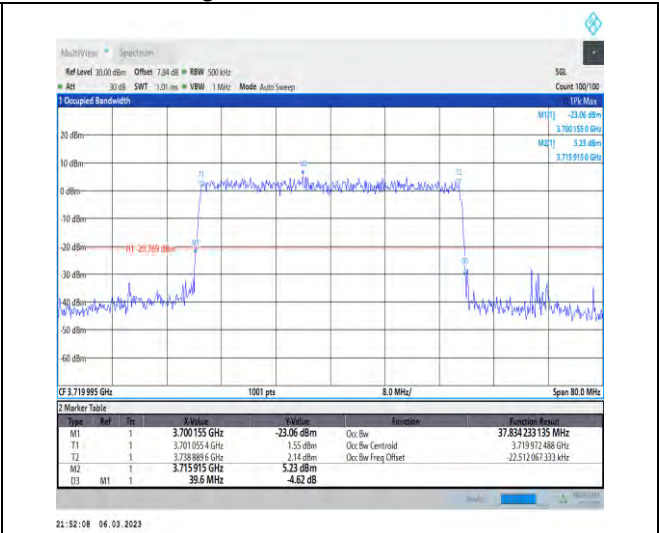 MultiView Spectrum
Ref Level 30.00 dBm Offset 7.84 dB RBW 500 kHz SGL
Att 30 dB SWT 1.01 ms VBW 1 MHz Mode Auto Sweep Count 100/100
1 Occupied Bandwidth 1Pk Max
M1[1] -23.06 dBm
3.700 155 0 GHz
M2[1] 5.23 dBm
3.715 915 0 GHz
20 dBm
10 dBm
0 dBm
-10 dBm
-20 dBm
-30 dBm
-40 dBm
-50 dBm
-60 dBm
T1
M2
T2
H1 -20.769 dBm
M1
D3
CF 3.719 995 GHz 1001 pts 8.0 MHz/ Span 80.0 MHz
2 Marker Table
Type Ref Trc X-Value Y-Value Function Function Result
M1 1 3.700 155 GHz -23.06 dBm Occ Bw 37.834 233 135 MHz
T1 1 3.701 055 4 GHz 1.55 dBm Occ Bw Centroid 3.719 972 488 GHz
T2 1 3.738 889 6 GHz 2.14 dBm Occ Bw Freq Offset -22.512 067 333 kHz
M2 1 3.715 915 GHz 5.23 dBm
D3 M1 1 39.6 MHz -4.62 dB
21:52:08 06.03.2023